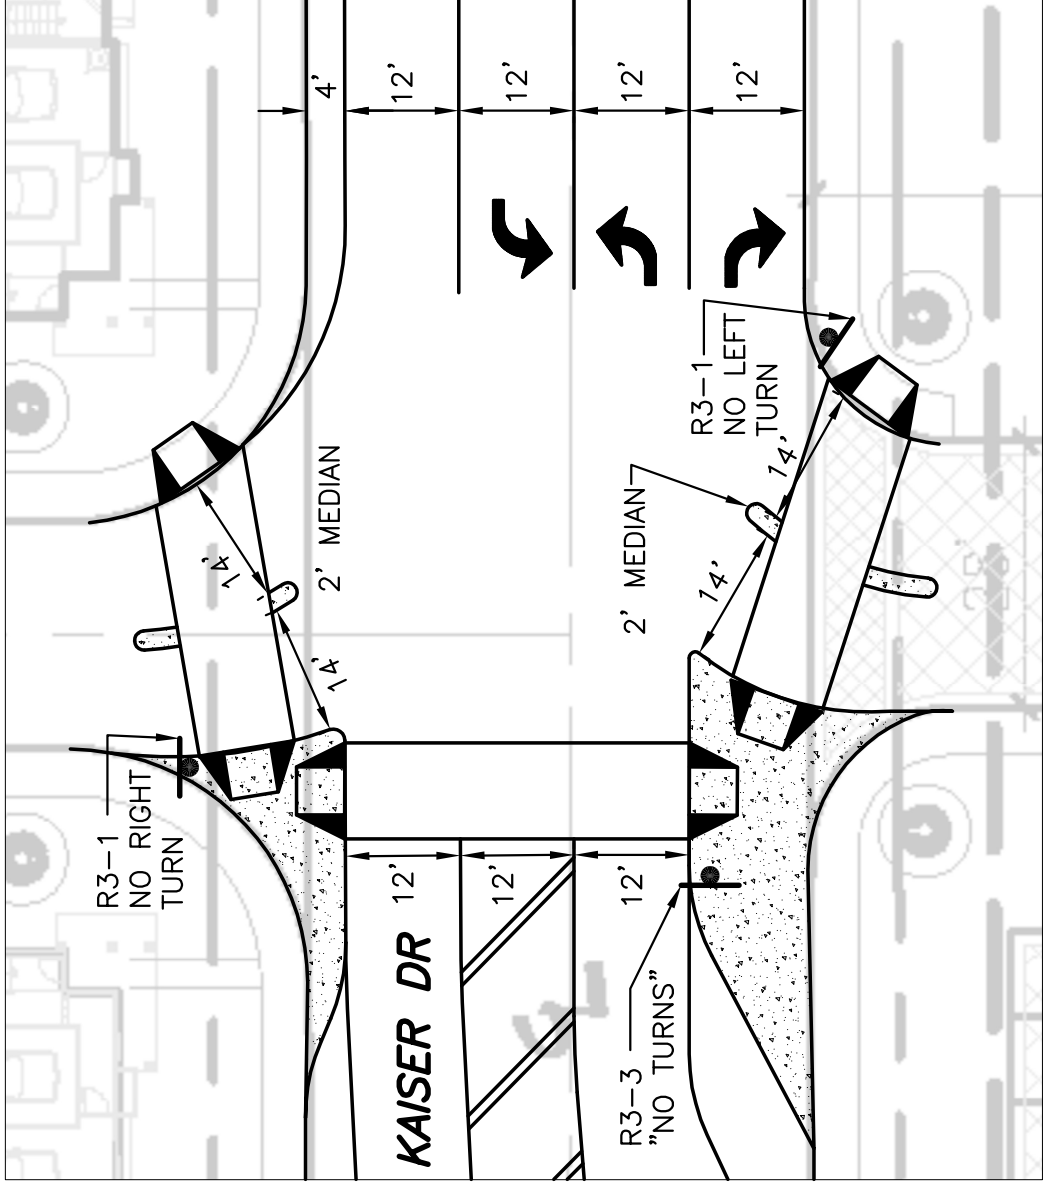 4'
12'
12'
12'
12'
R3-1
NO LEFT
TURN
14'
14'
2' MEDIAN
2' MEDIAN
14'
14'
R3-1
NO RIGHT
TURN
12'
12'
12'
KAISER DR
R3-3
"NO TURNS"